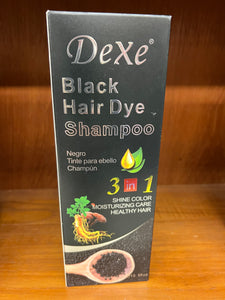 DeXe®
Black
Hair Dye
Shampoo
Negro
Tinte para ebello
Champún
3 in 1
SHINE COLOR
MOISTURIZING CARE
HEALTHY HAIR